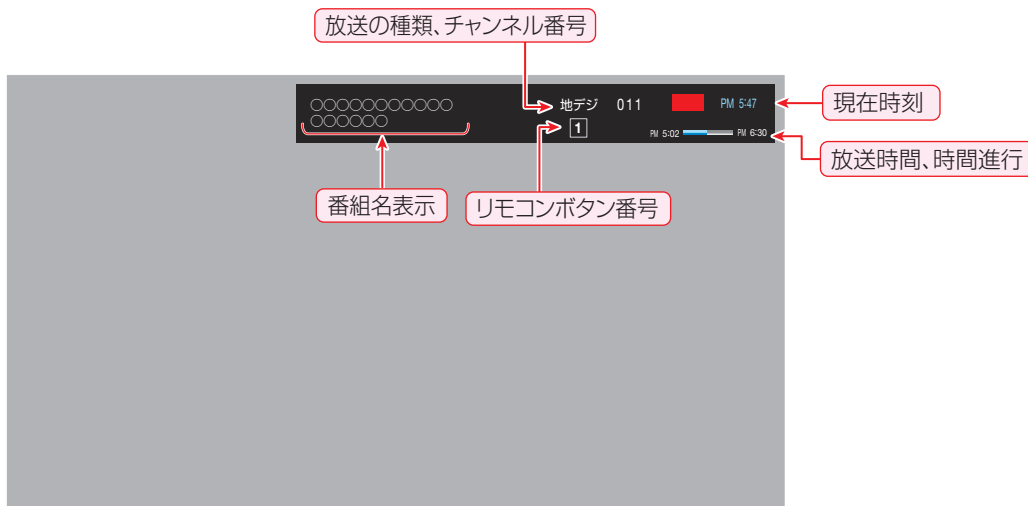 放送の種類、チャンネル番号
○○○○○○○○○○○ 地デジ 011 PM 5:47
現在時刻
○○○○○○ 1 PM 5:02 PM 6:30
放送時間、時間進行
番組名表示 リモコンボタン番号